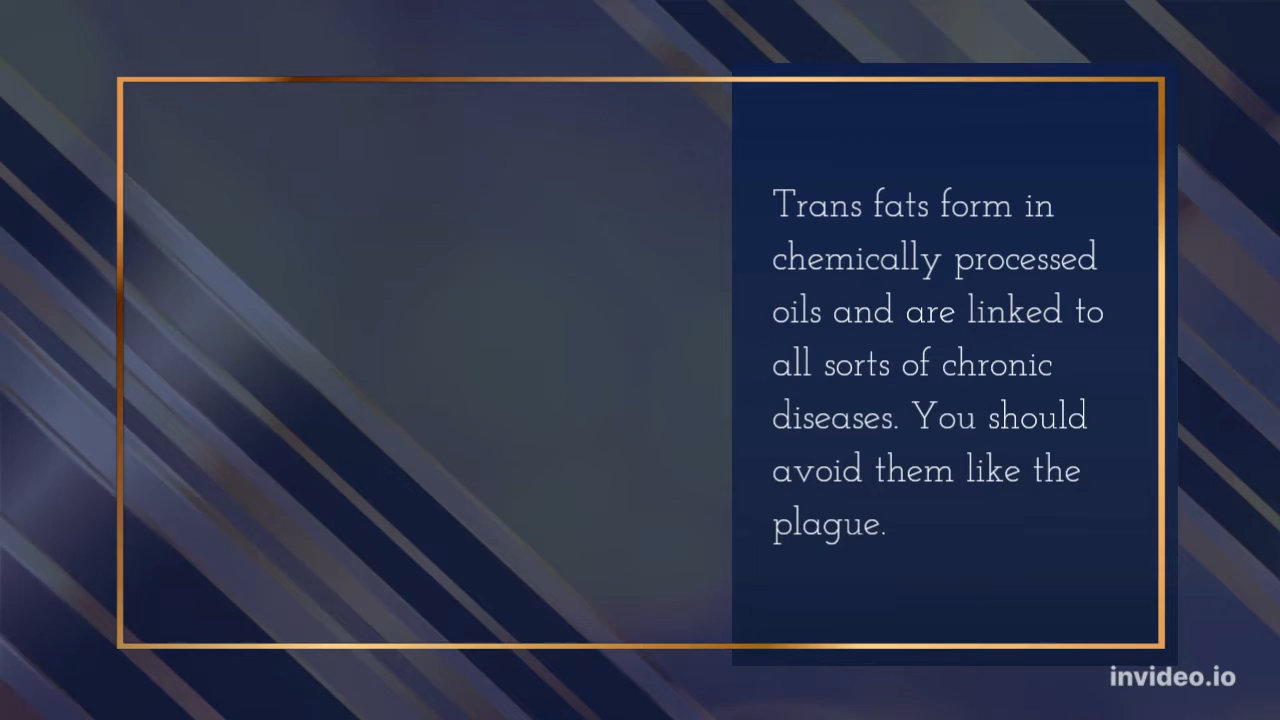 Trans fats form in
chemically processed
oils and are linked to
all sorts of chronic
diseases. You should
avoid them like the
plague.
invideo.io